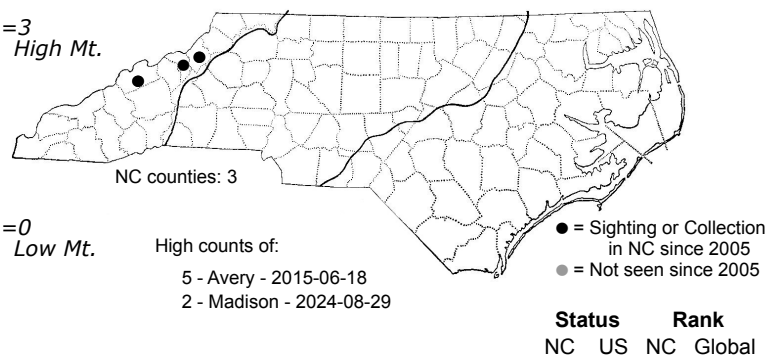 =3
High Mt.
NC counties: 3
=0
Low Mt.
High counts of:
5 - Avery - 2015-06-18
2 - Madison - 2024-08-29
● = Sighting or Collection
in NC since 2005
● = Not seen since 2005
Status Rank
NC US NC Global